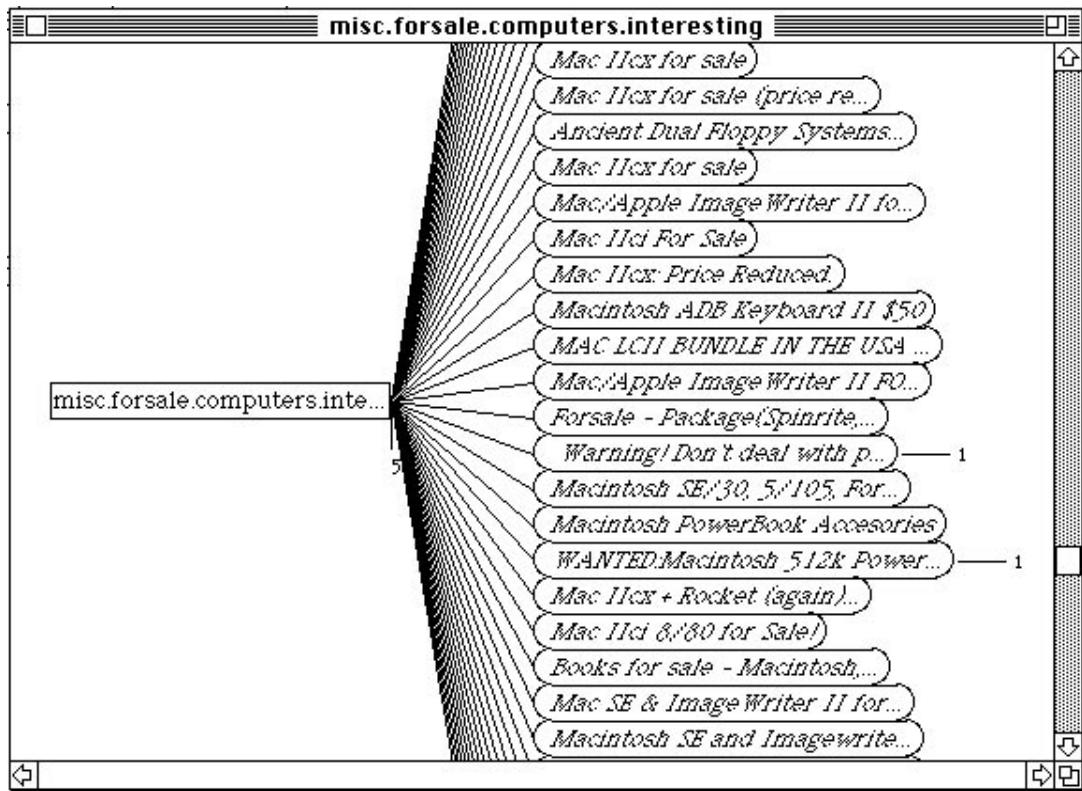 misc.forsale.computers.interesting
Mac IIcx for sale
Mac IIcx for sale (price re...
Ancient Dual Floppy Systems...
Mac IIcx for sale
Mac/Apple ImageWriter II fo...
Mac IIci For Sale
Mac IIcx: Price Reduced.
Macintosh ADB Keyboard II $50
MAC LCII BUNDLE IN THE USA ...
Mac/Apple ImageWriter II FO...
misc.forsale.computers.inte...
Forsale - Package(Spinrite,...
Warning! Don't deal with p... 1
5
Macintosh SE/30, 5/105, For...
Macintosh PowerBook Accesories
WANTED:Macintosh 512k Power... 1
Mac IIcx + Rocket (again)...
Mac IIci 8/80 for Sale!
Books for sale - Macintosh,...
Mac SE & ImageWriter II for...
Macintosh SE and Imagewrite...